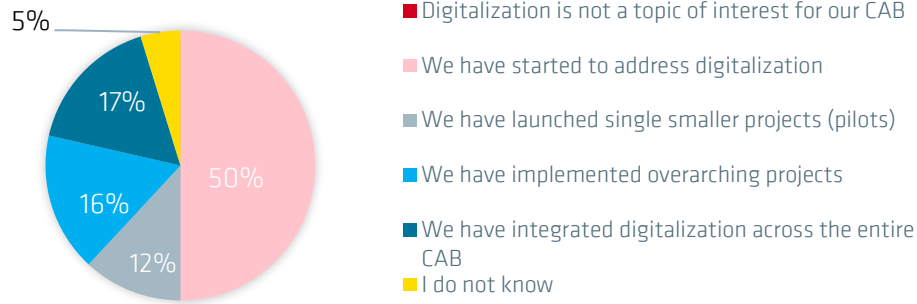 5%
17%
16%
12%
50%
Digitalization is not a topic of interest for our CAB
We have started to address digitalization
We have launched single smaller projects (pilots)
We have implemented overarching projects
We have integrated digitalization across the entire
CAB
I do not know